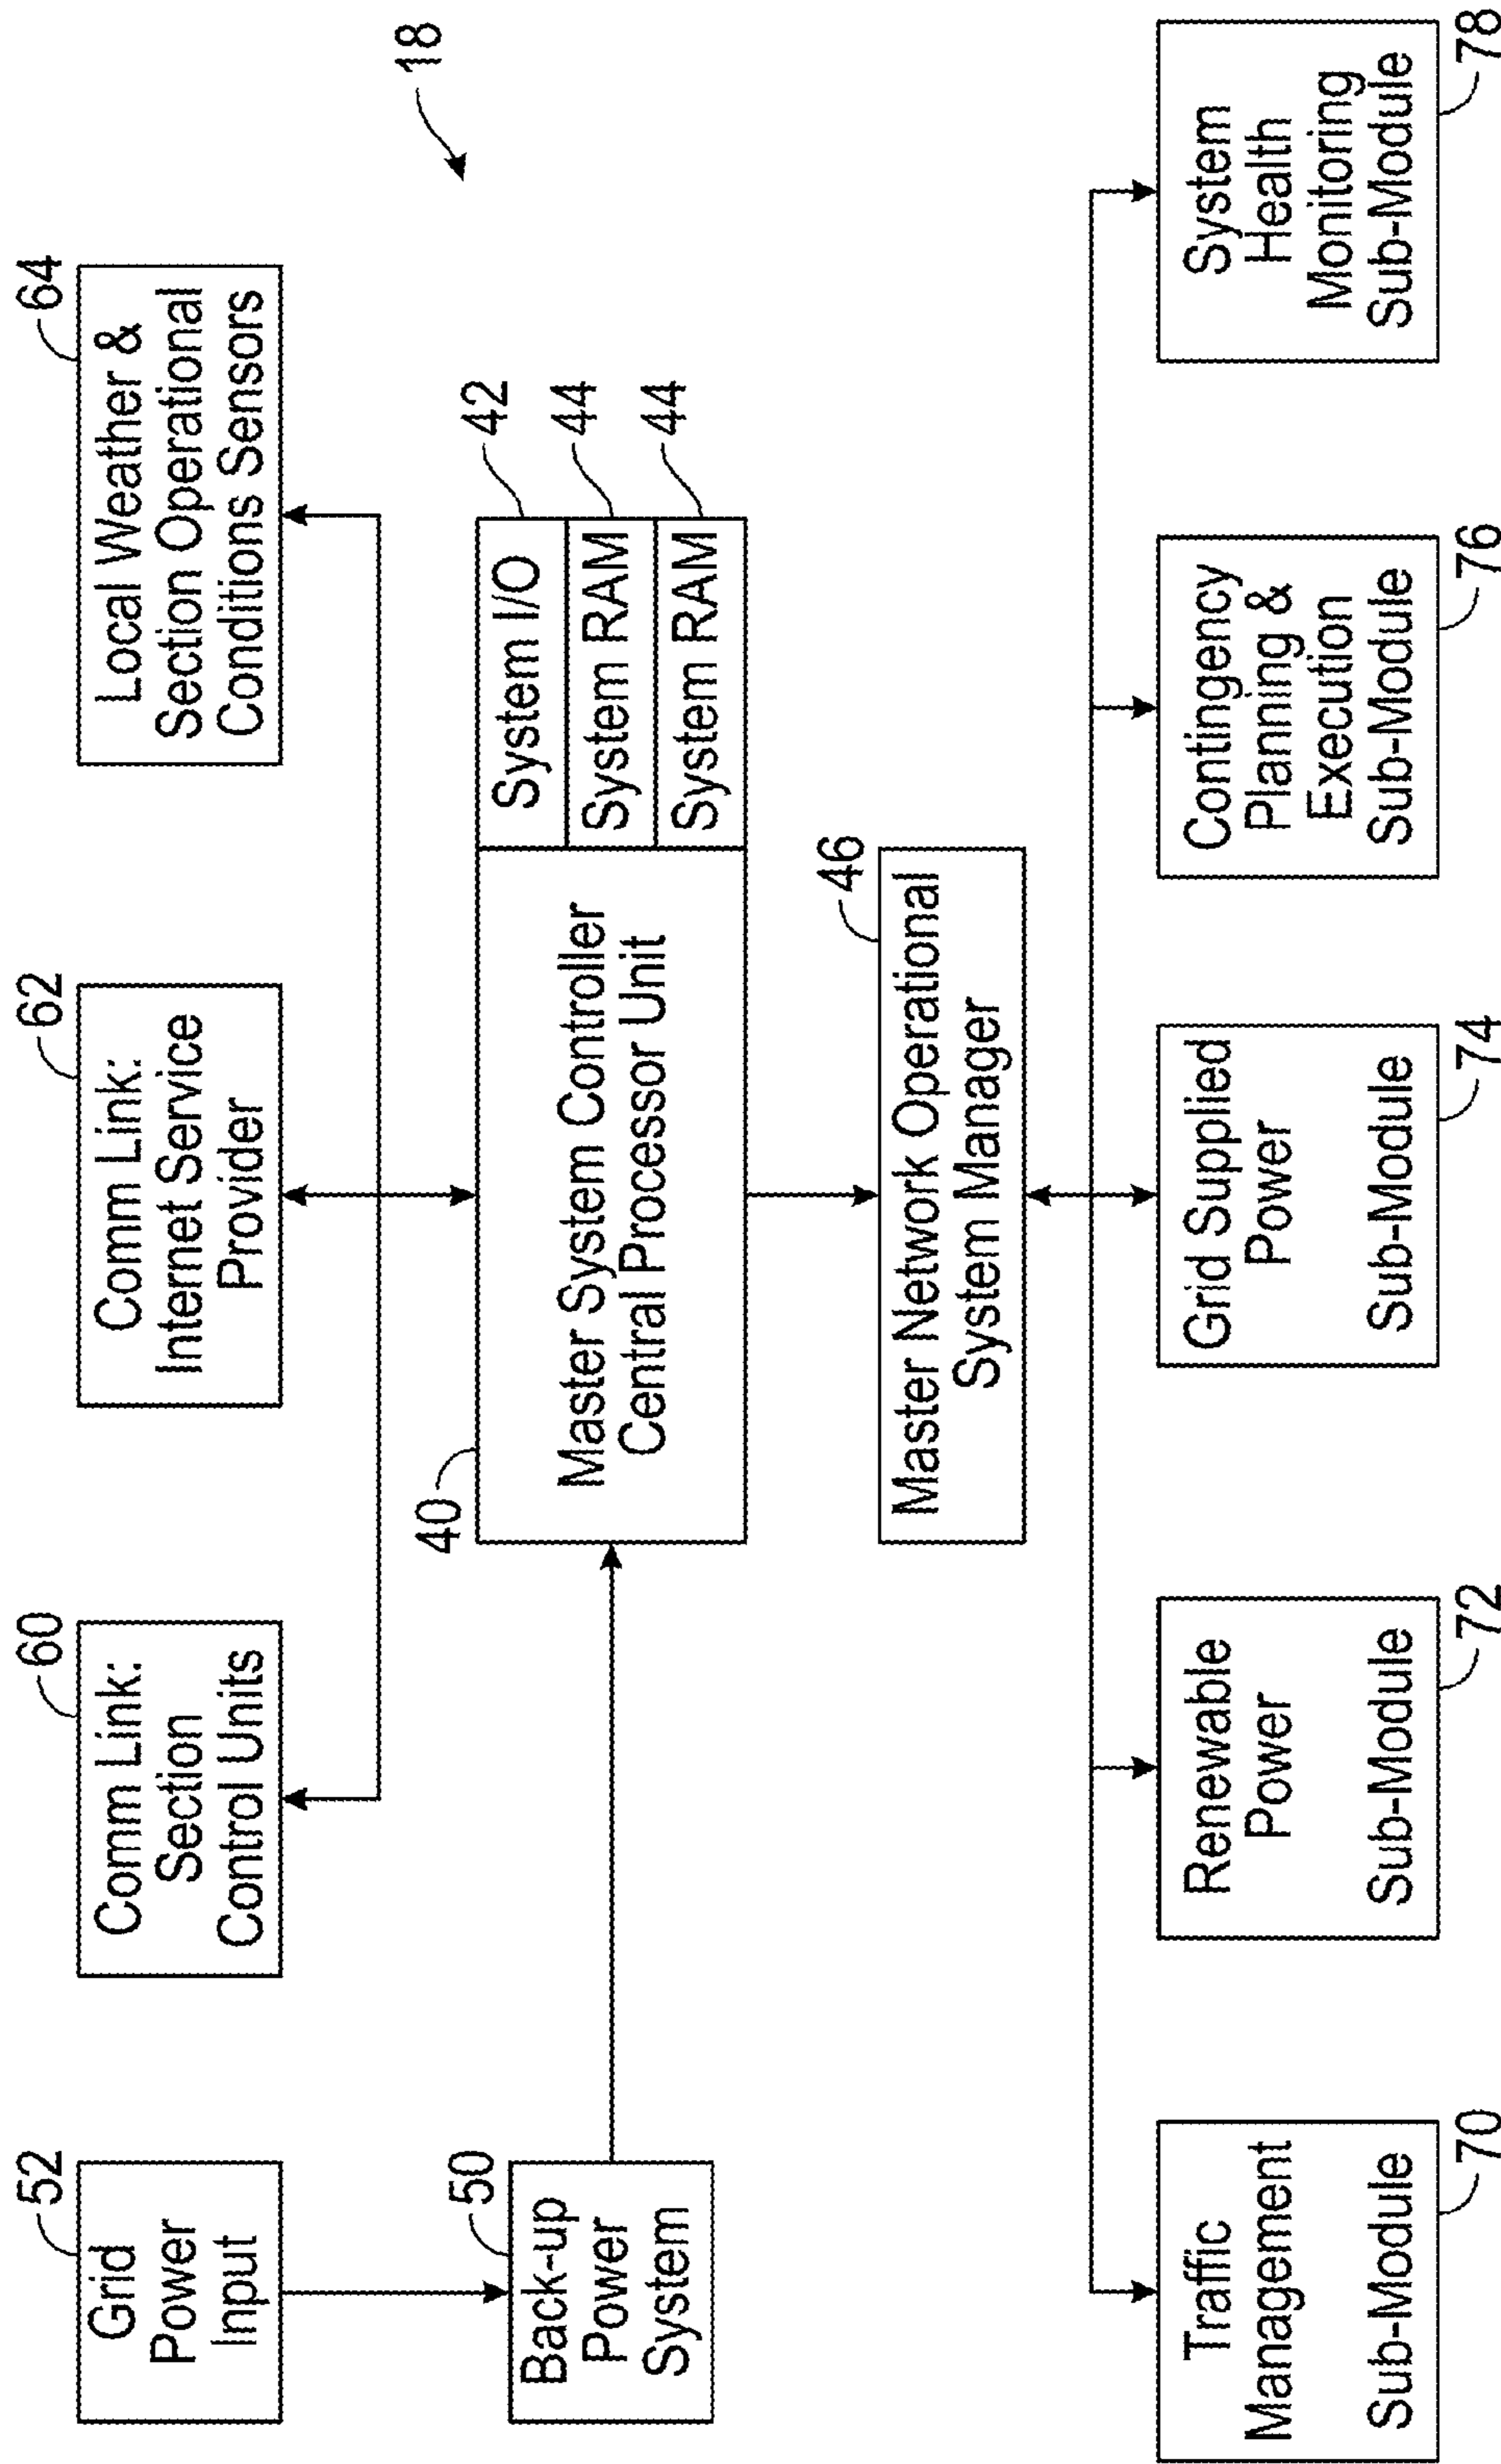 52
Grid
Power
Input
60
Comm Link:
Section
Control Units
62
Comm Link:
Internet Service
Provider
64
Local Weather &
Section Operational
Conditions Sensors
18
50
Back-up
Power
System
40
Master System Controller
Central Processor Unit
System I/O
42
System RAM
44
System RAM
44
46
Master Network Operational
System Manager
Traffic
Management
Sub-Module
70
Renewable
Power
Sub-Module
72
Grid Supplied
Power
Sub-Module
74
Contingency
Planning &
Execution
Sub-Module
76
System
Health
Monitoring
Sub-Module
78